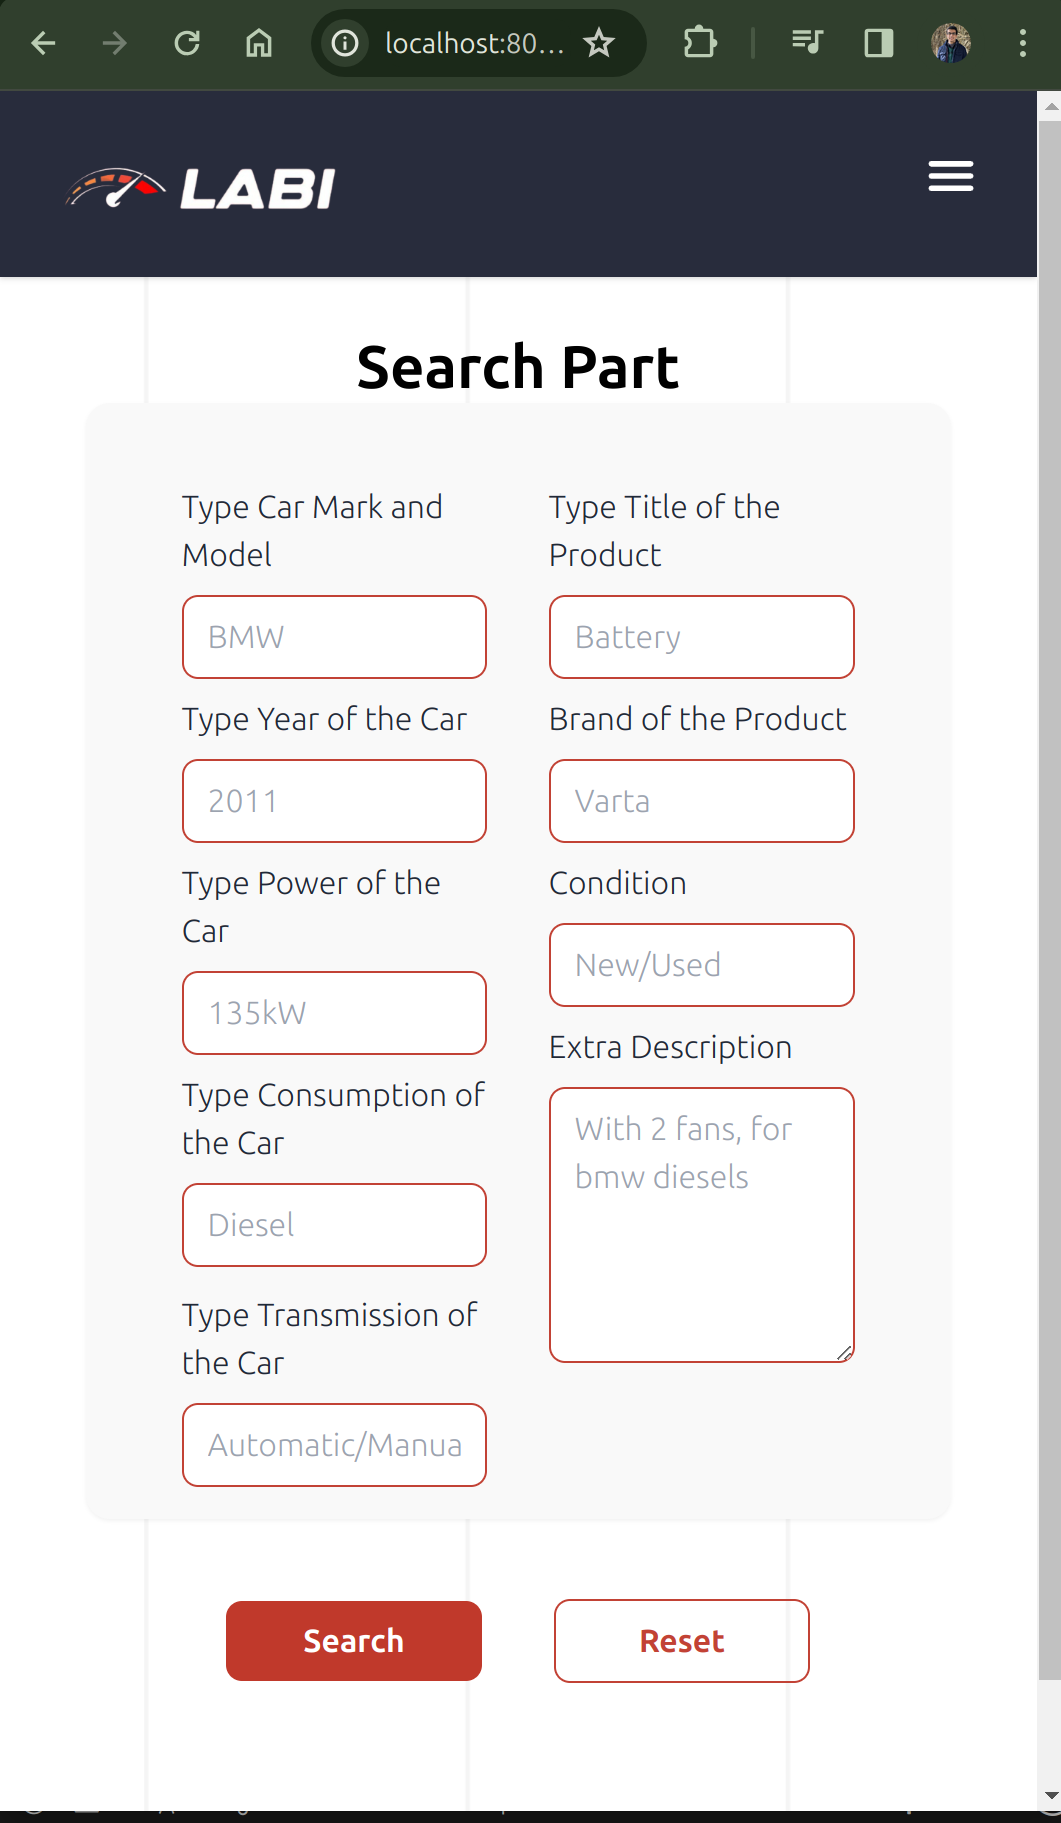 localhost:80...
LABI
Search Part
Type Car Mark and
Model
BMW
Type Year of the Car
2011
Type Power of the
Car
135kW
Type Consumption of
the Car
Diesel
Type Transmission of
the Car
Automatic/Manua
Type Title of the
Product
Battery
Brand of the Product
Varta
Condition
New/Used
Extra Description
With 2 fans, for
bmw diesels
Search
Reset